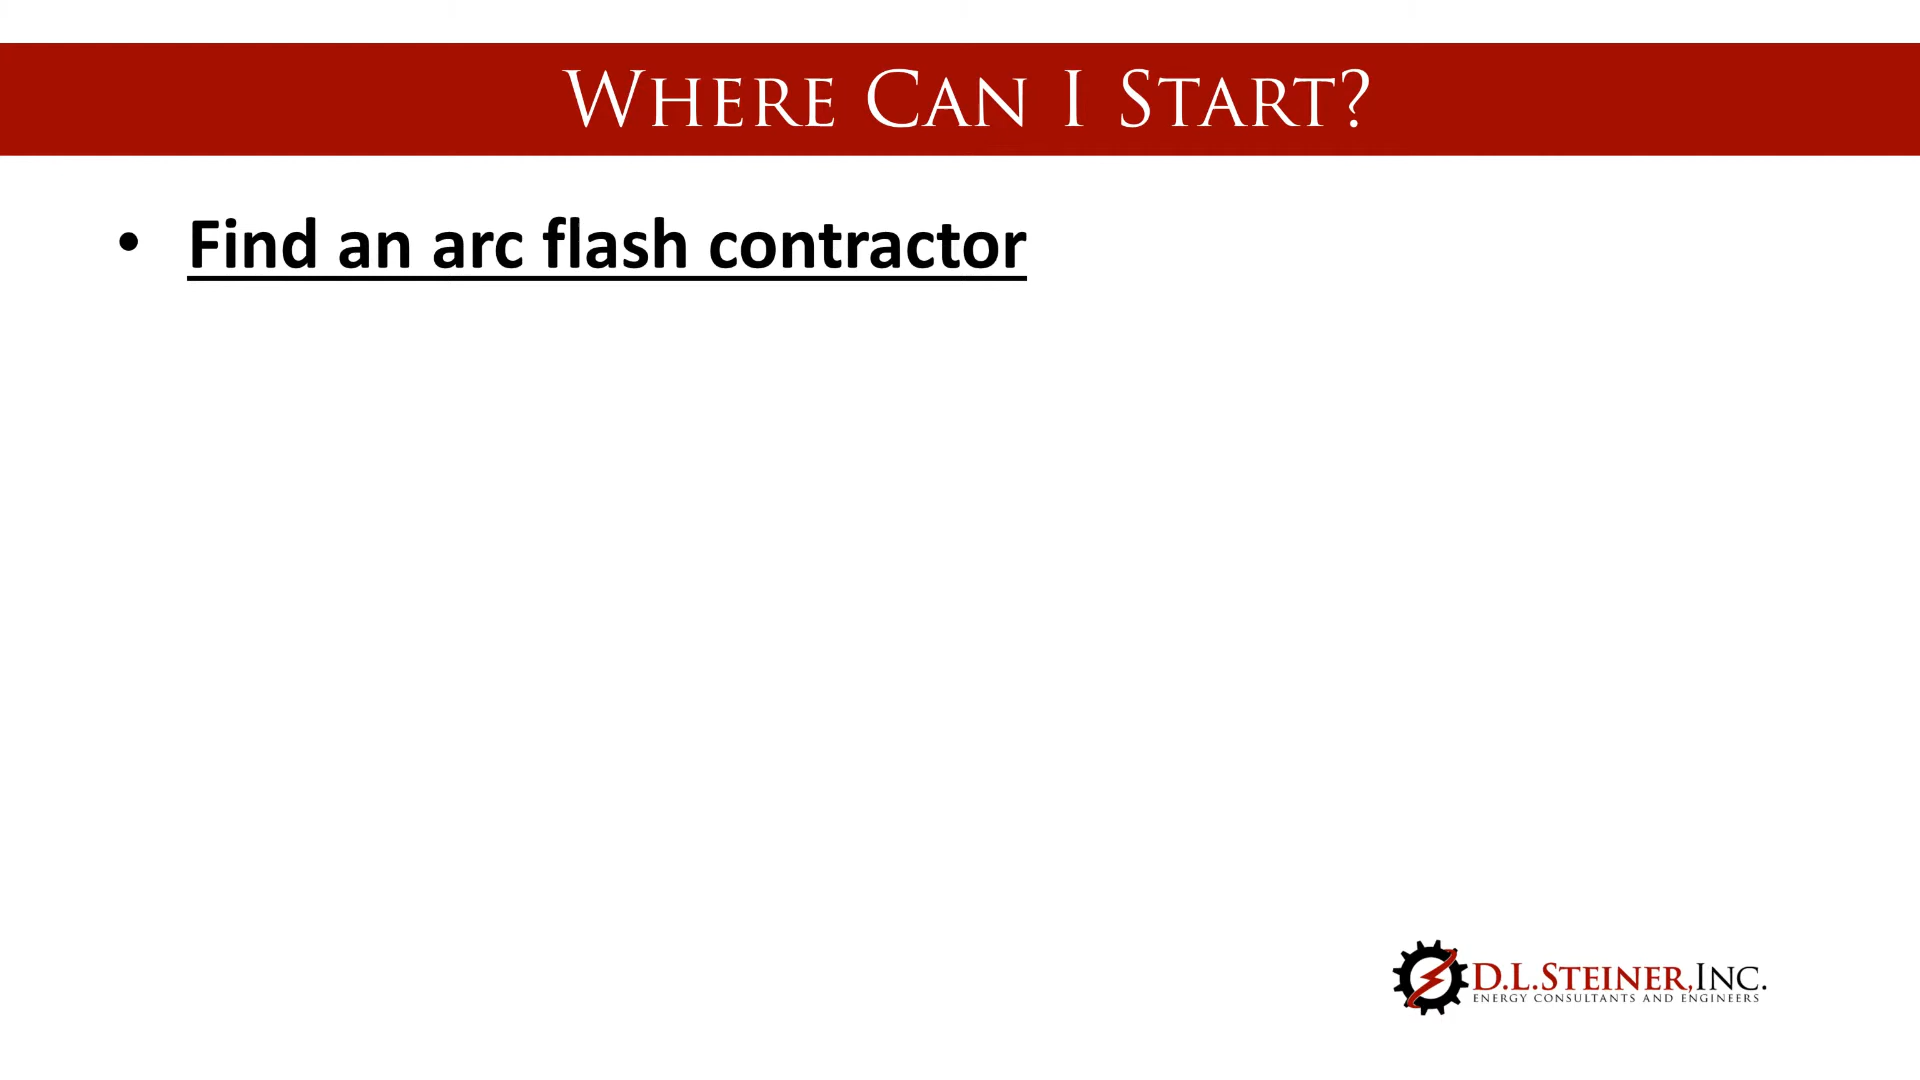 Where Can I Start?
• Find an arc flash contractor
D.L.Steiner,Inc.
Energy Consultants and Engineers